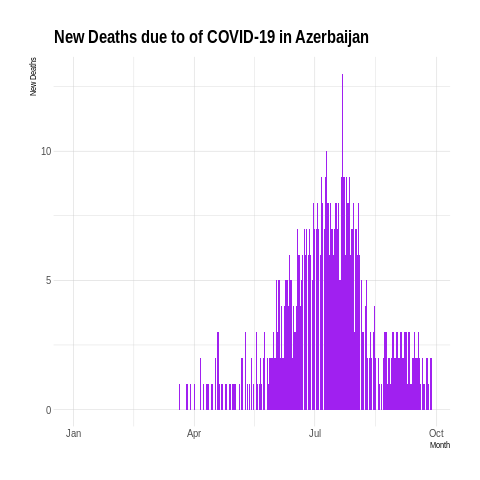 New Deaths due to of COVID-19 in Azerbaijan
New Deaths
10
5
0
Jan Apr Jul Oct
Month